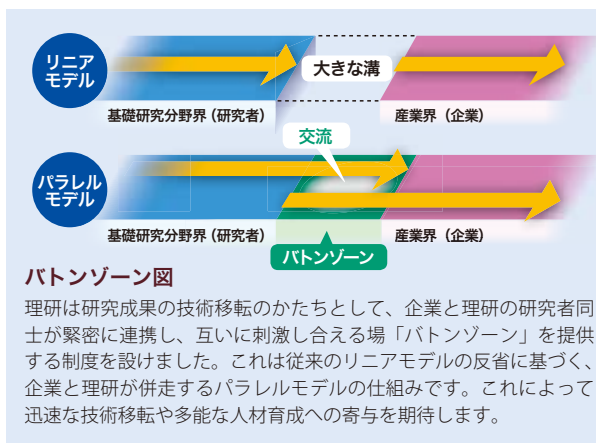 リニア
モデル
大きな溝
基礎研究分野界（研究者）
産業界（企業）
交流
パラレル
モデル
基礎研究分野界（研究者）
産業界（企業）
バトンゾーン
バトンゾーン図
理研は研究成果の技術移転のかたちとして、企業と理研の研究者同
士が緊密に連携し、互いに刺激し合える場「バトンゾーン」を提供
する制度を設けました。これは従来のリニアモデルの反省に基づく、
企業と理研が併走するパラレルモデルの仕組みです。これによって
迅速な技術移転や多能な人材育成への寄与を期待します。